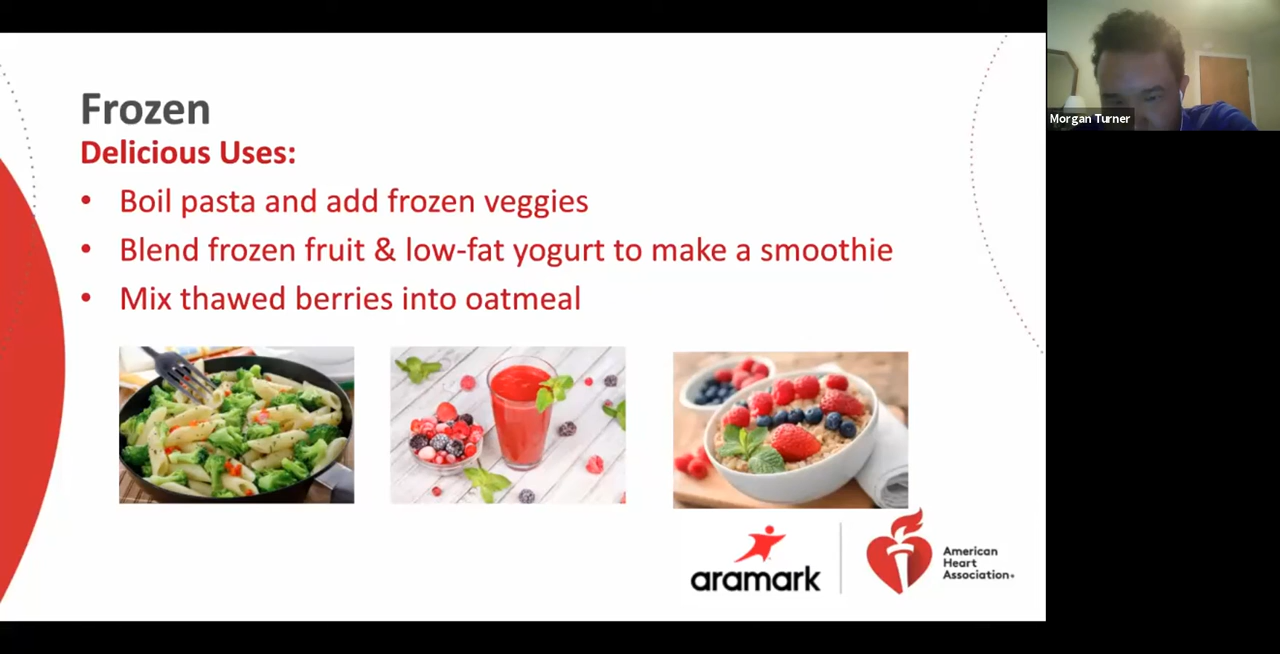 Frozen
Delicious Uses:
• Boil pasta and add frozen veggies
• Blend frozen fruit & low-fat yogurt to make a smoothie
• Mix thawed berries into oatmeal
aramark
American
Heart
Association®
Morgan Turner